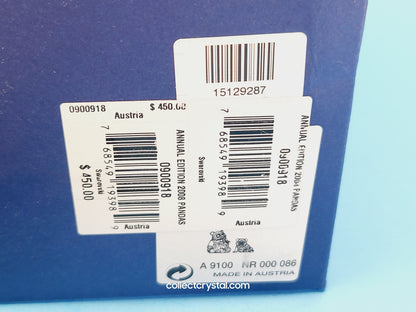 15129287
0900918
$ 450.00
Austria
7 68549 19398 9
$ 450.00
Swarovski
Austria
0900918
ANNUAL EDITION 2008 PANDAS
Swarovski
7 68549 19398 9
Austria
0900918
ANNUAL EDITION 2008 PANDAS
A 9100 NR 000 086
MADE IN AUSTRIA
collectcrystal.com